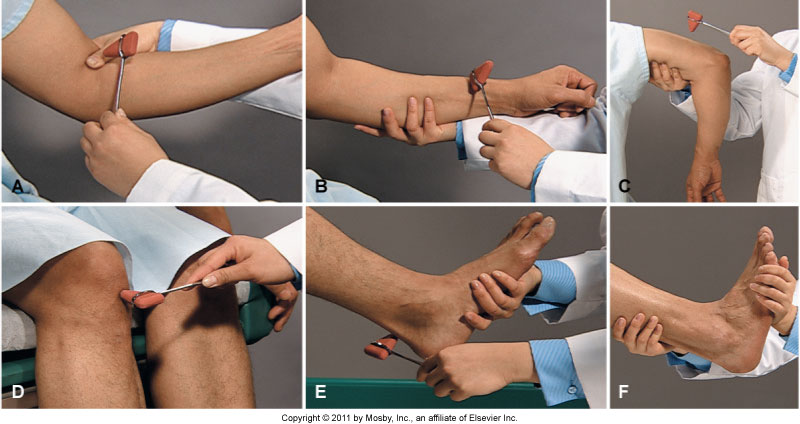 A
B
C
D
E
F
Copyright © 2011 by Mosby, Inc., an affiliate of Elsevier Inc.